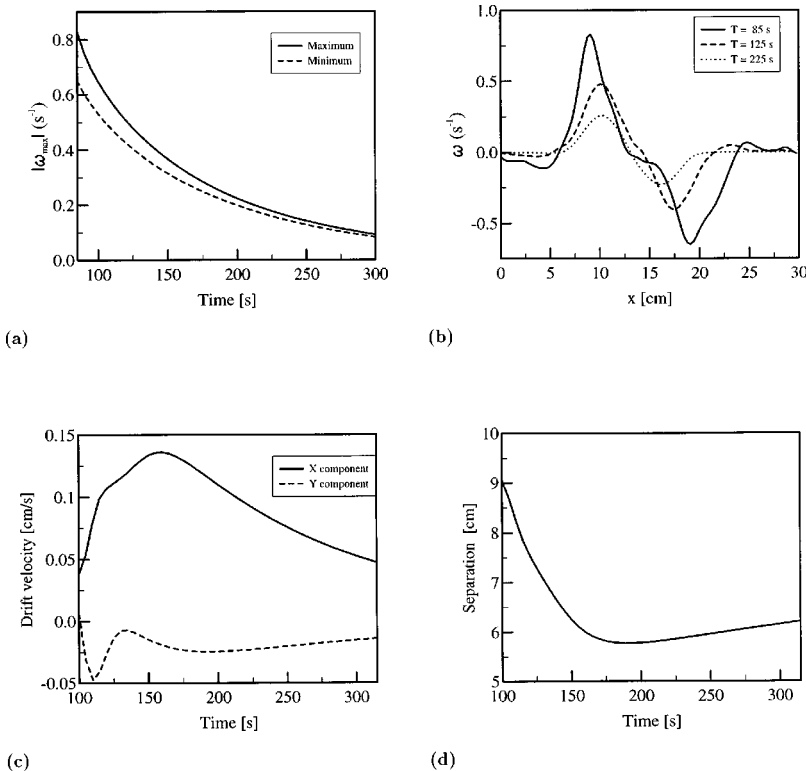 0.8
0.6
0.4
0.2
0.0
|ω_max| (s⁻¹)
Maximum
Minimum
100 150 200 250 300
Time [s]
(a)
1.0
0.5
0.0
-0.5
ω (s⁻¹)
T = 85 s
T = 125 s
T = 225 s
0 5 10 15 20 25 30
x [cm]
(b)
0.15
0.1
0.05
0.0
-0.05
Drift velocity [cm/s]
X component
Y component
100 150 200 250 300
Time [s]
(c)
10
9
8
7
6
5
Separation [cm]
100 150 200 250 300
Time [s]
(d)